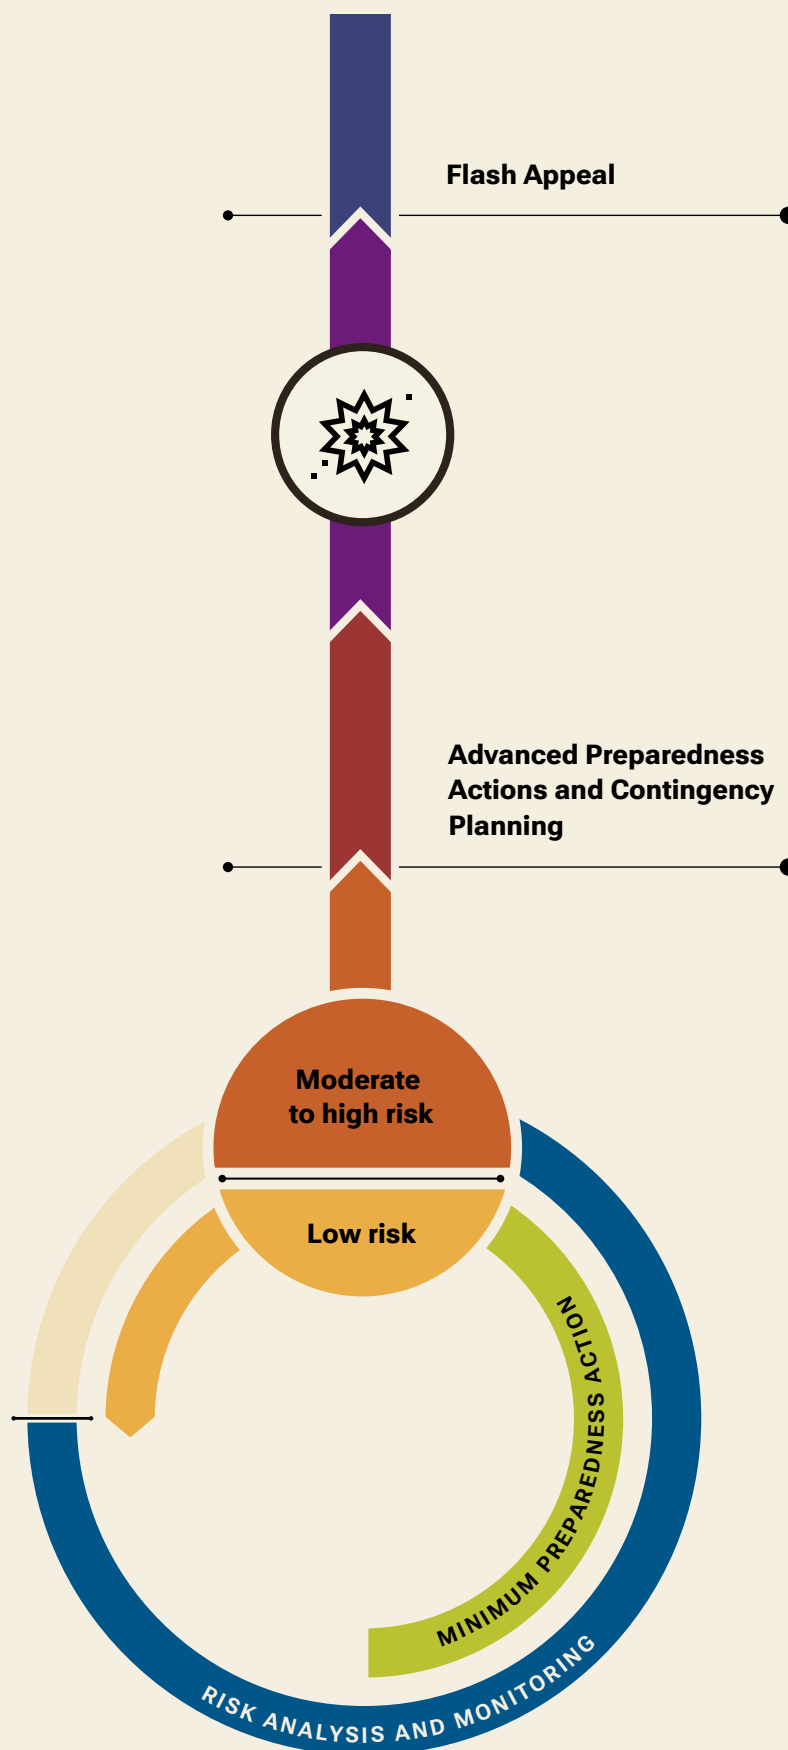 Flash Appeal
Advanced Preparedness
Actions and Contingency
Planning
Moderate
to high risk
Low risk
MINIMUM PREPAREDNESS ACTION
RISK ANALYSIS AND MONITORING